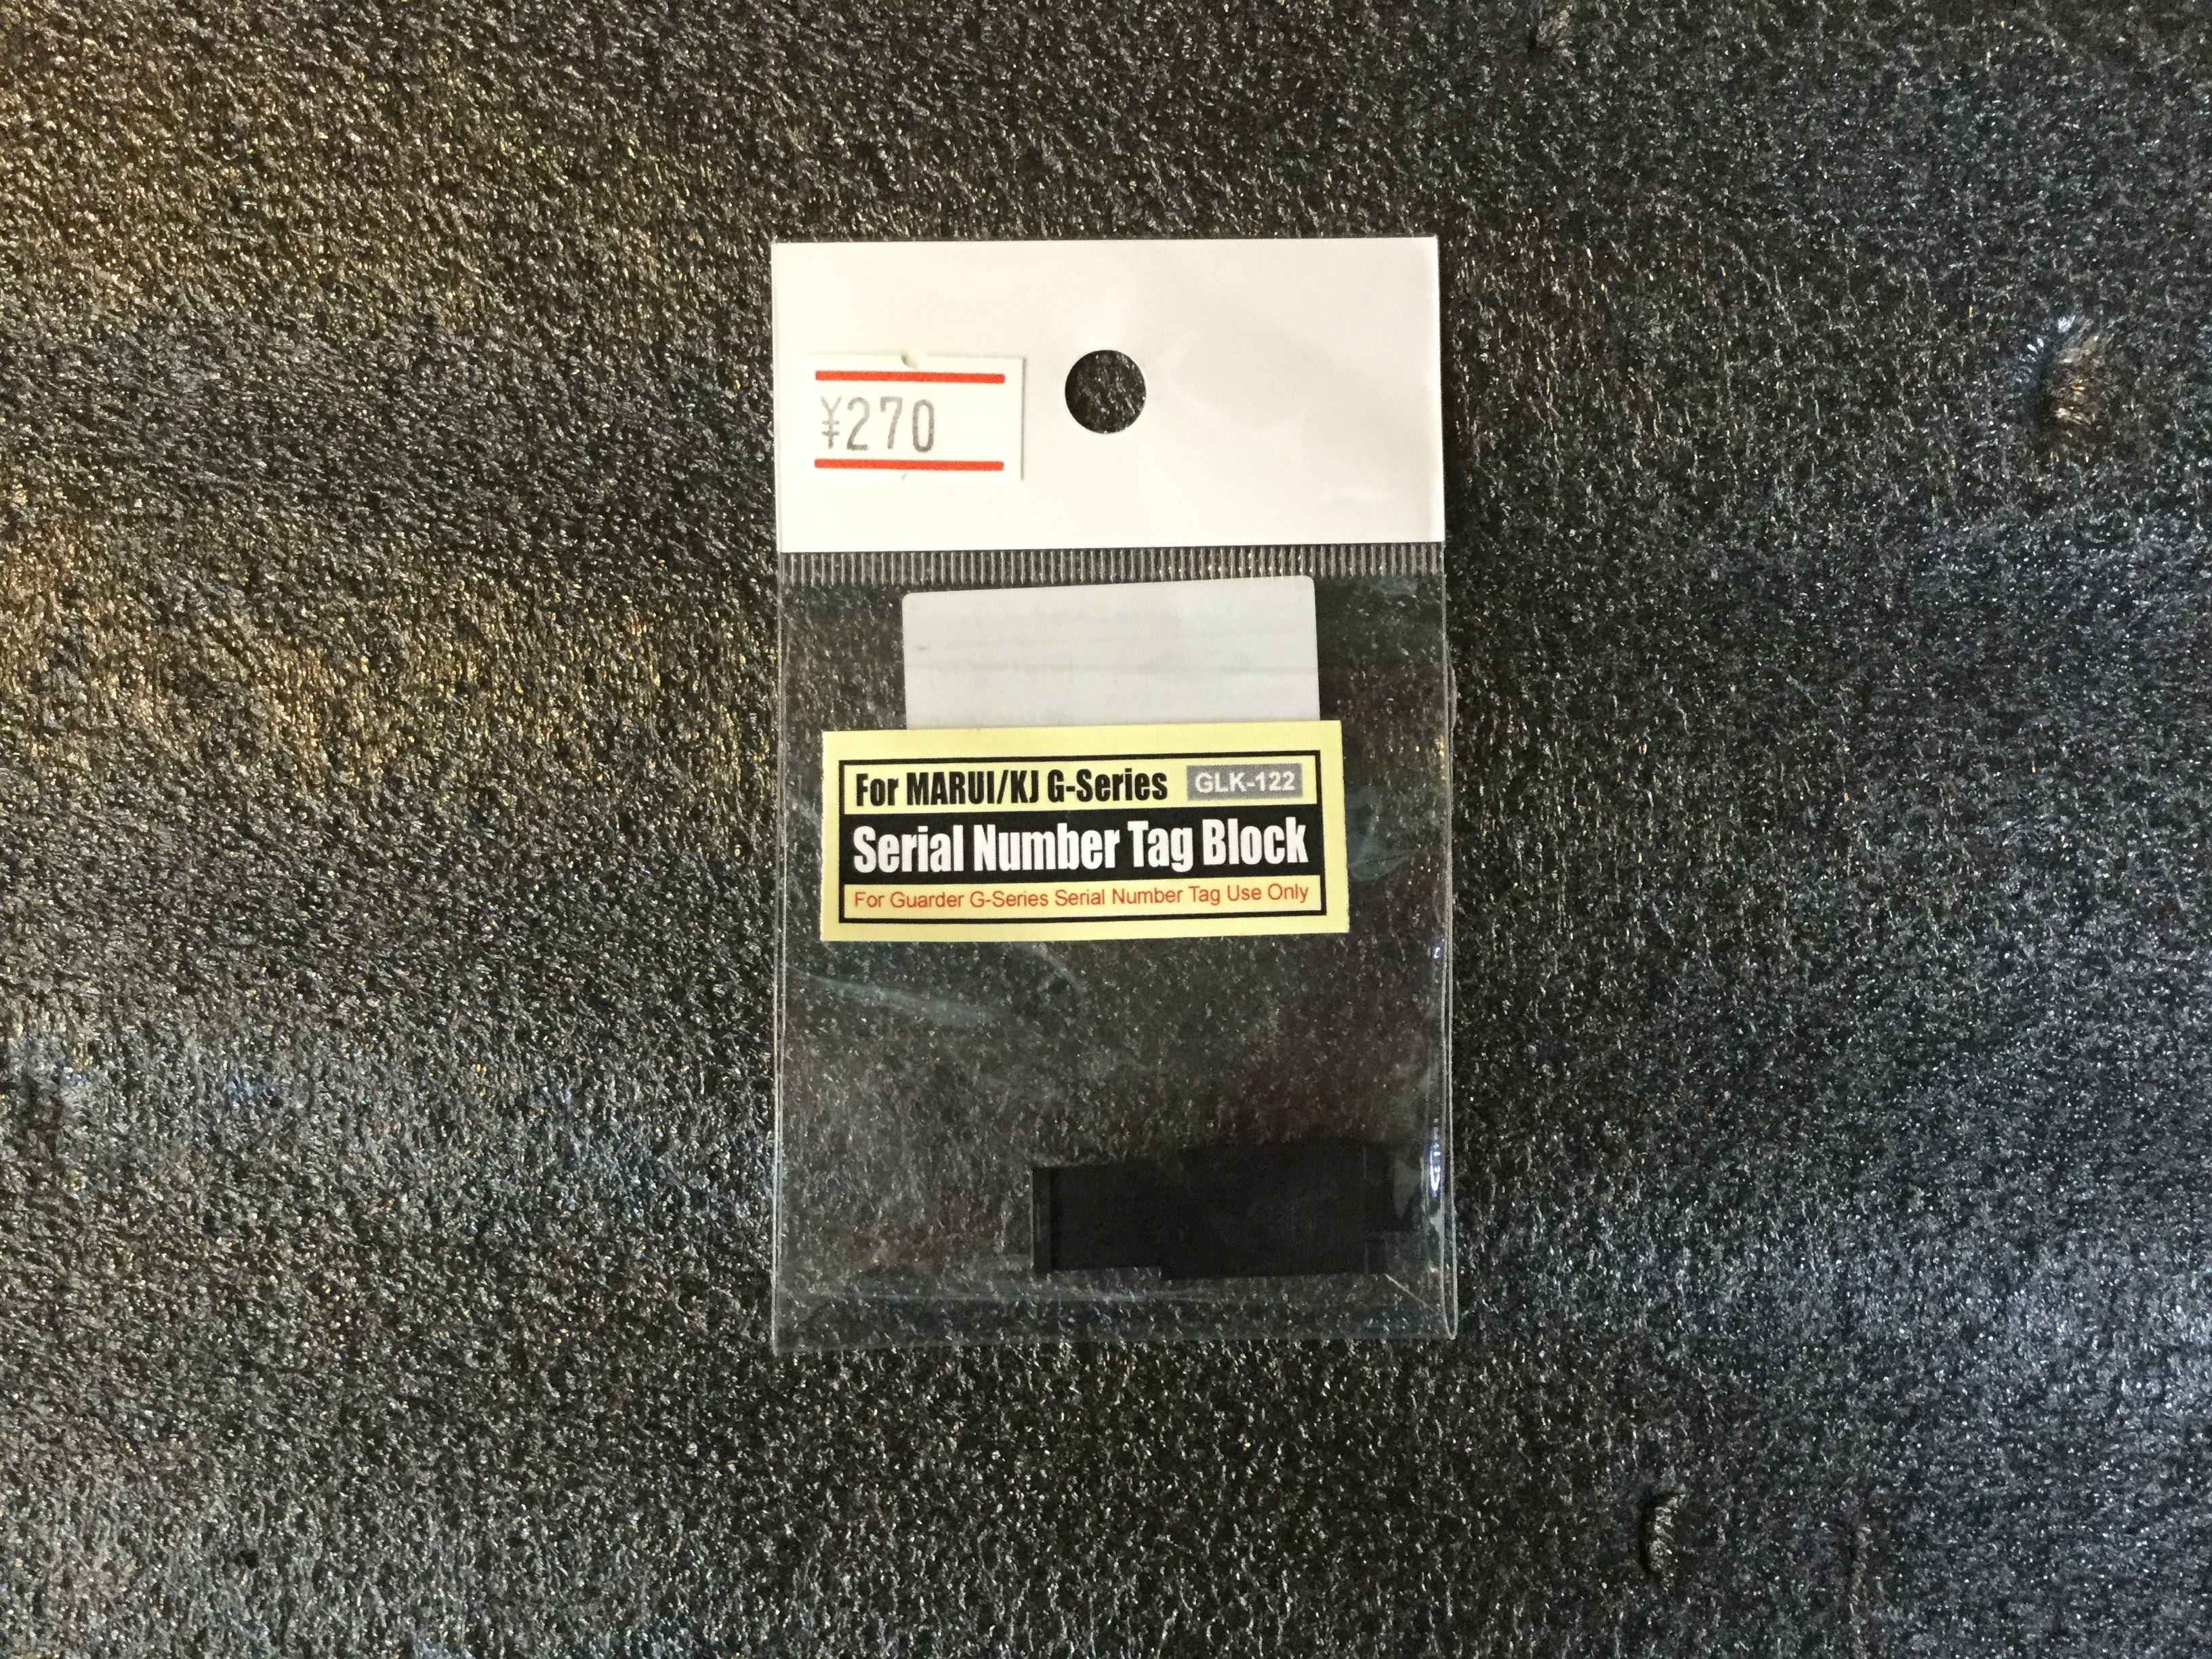 ¥270
For MARUI/KJ G-Series GLK-122
Serial Number Tag Block
For Guarder G-Series Serial Number Tag Use Only